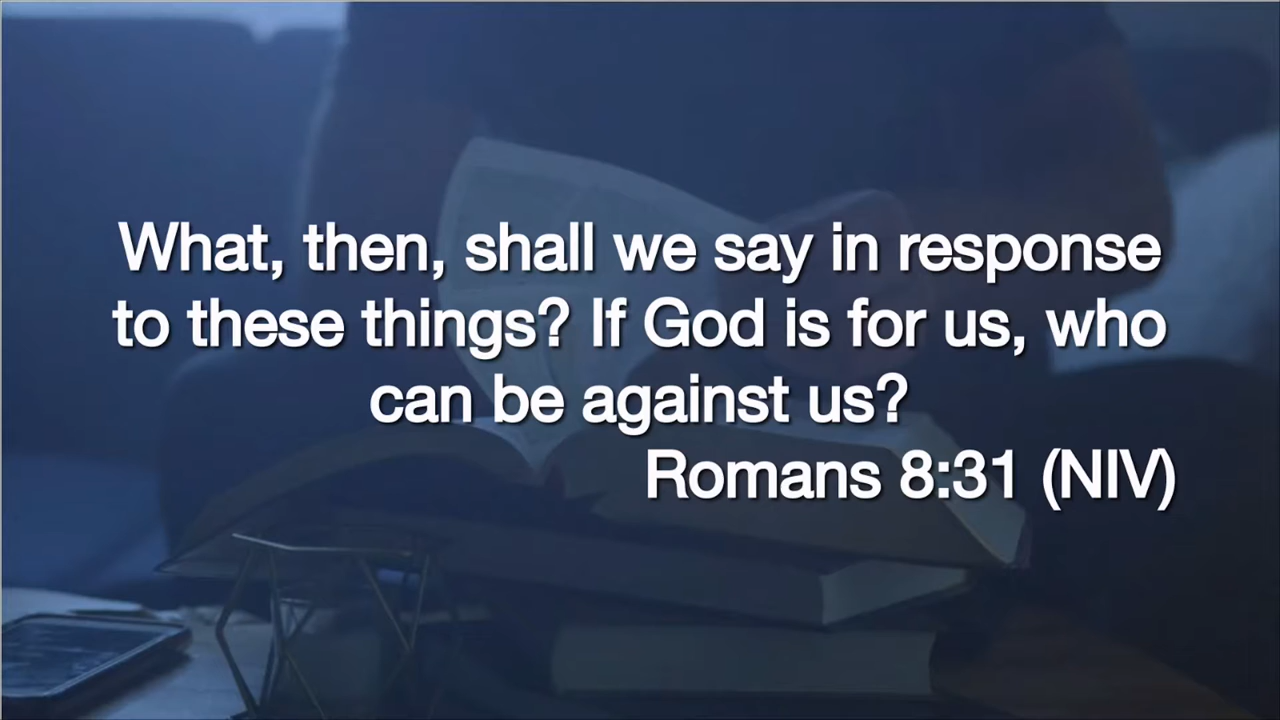 What, then, shall we say in response
to these things? If God is for us, who
can be against us?
Romans 8:31 (NIV)